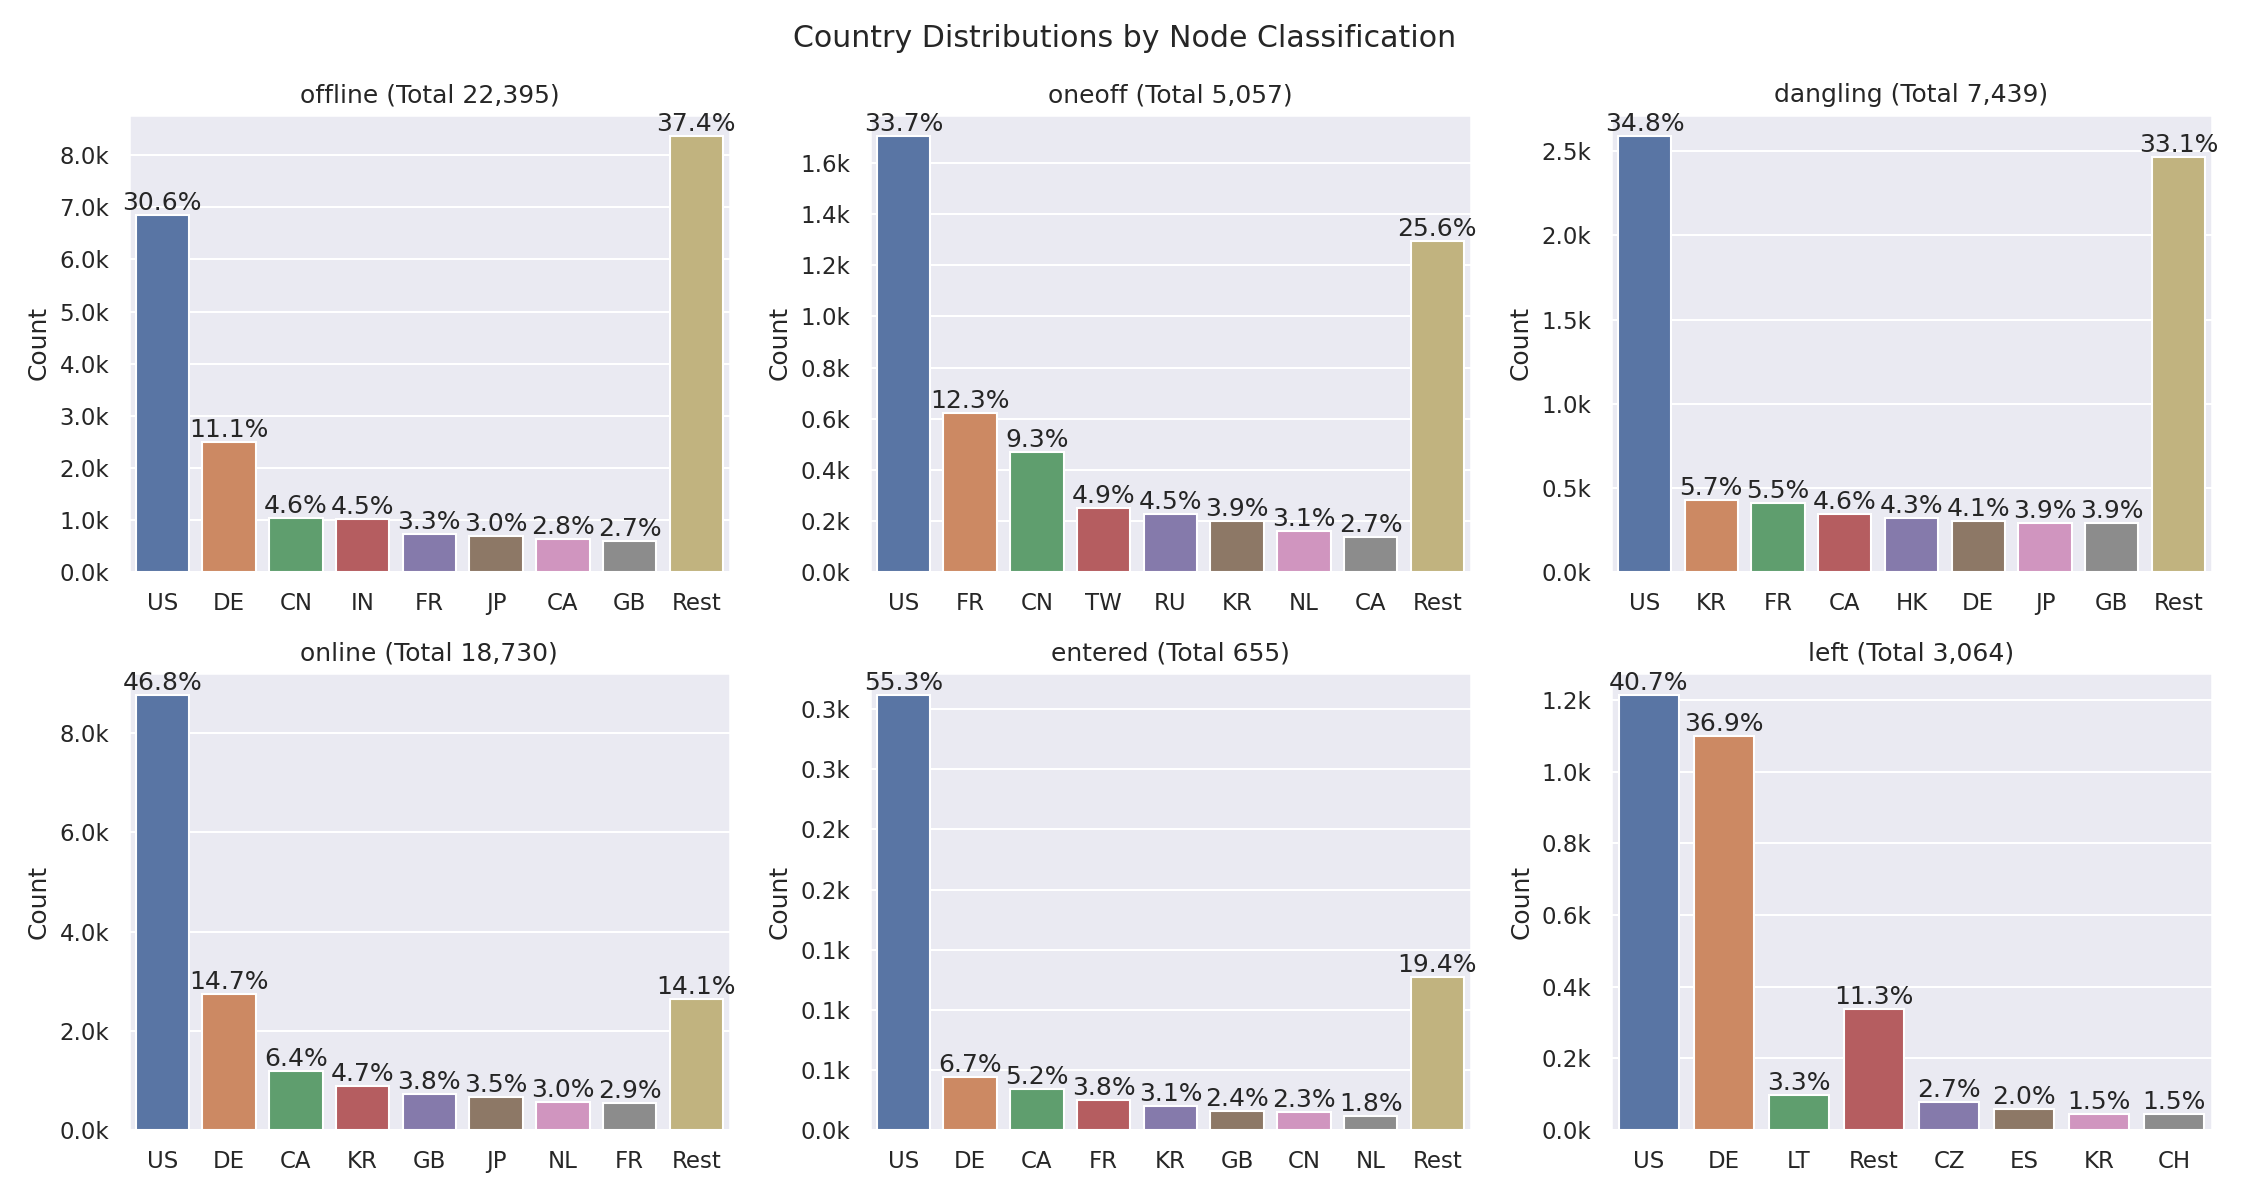 Country Distributions by Node Classification
offline (Total 22,395)
Count
8.0k
7.0k
6.0k
5.0k
4.0k
3.0k
2.0k
1.0k
0.0k
30.6%
11.1%
4.6%
4.5%
3.3%
3.0%
2.8%
2.7%
37.4%
US DE CN IN FR JP CA GB Rest
oneoff (Total 5,057)
Count
1.6k
1.4k
1.2k
1.0k
0.8k
0.6k
0.4k
0.2k
0.0k
33.7%
12.3%
9.3%
4.9%
4.5%
3.9%
3.1%
2.7%
25.6%
US FR CN TW RU KR NL CA Rest
dangling (Total 7,439)
Count
2.5k
2.0k
1.5k
1.0k
0.5k
0.0k
34.8%
5.7%
5.5%
4.6%
4.3%
4.1%
3.9%
3.9%
33.1%
US KR FR CA HK DE JP GB Rest
online (Total 18,730)
Count
8.0k
6.0k
4.0k
2.0k
0.0k
46.8%
14.7%
6.4%
4.7%
3.8%
3.5%
3.0%
2.9%
14.1%
US DE CA KR GB JP NL FR Rest
entered (Total 655)
Count
0.3k
0.3k
0.2k
0.2k
0.1k
0.1k
0.1k
0.0k
55.3%
6.7%
5.2%
3.8%
3.1%
2.4%
2.3%
1.8%
19.4%
US DE CA FR KR GB CN NL Rest
left (Total 3,064)
Count
1.2k
1.0k
0.8k
0.6k
0.4k
0.2k
0.0k
40.7%
36.9%
3.3%
11.3%
2.7%
2.0%
1.5%
1.5%
US DE LT Rest CZ ES KR CH